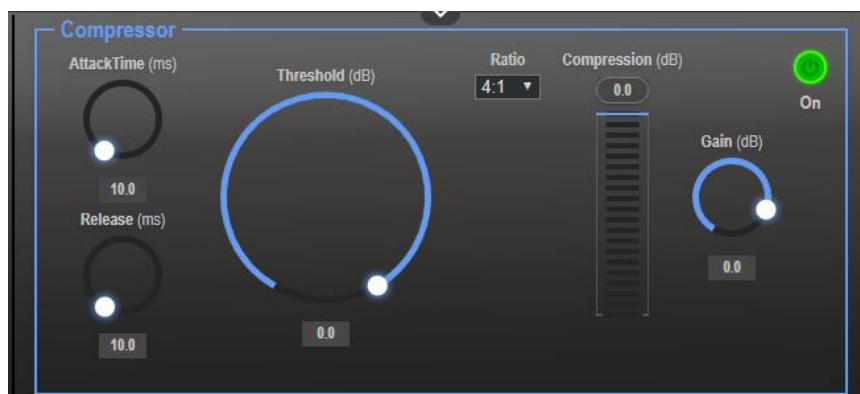 Compressor
AttackTime (ms)
10.0
Release (ms)
10.0
Threshold (dB)
0.0
Ratio
4:1
Compression (dB)
0.0
On
Gain (dB)
0.0